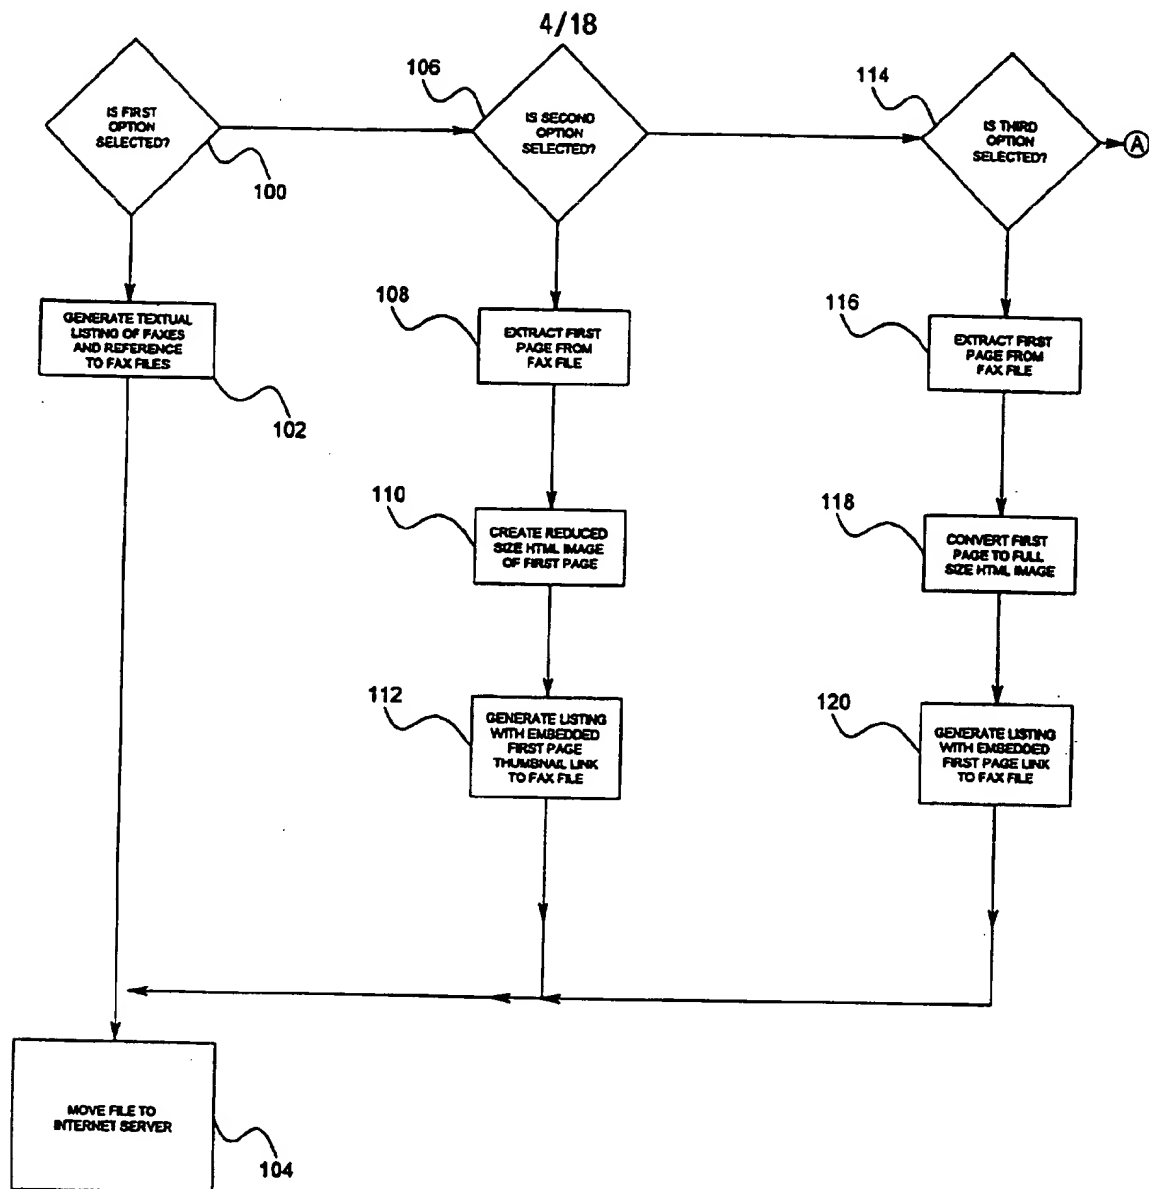 4/18
IS FIRST
OPTION
SELECTED?
100
106
IS SECOND
OPTION
SELECTED?
114
IS THIRD
OPTION
SELECTED?
A
GENERATE TEXTUAL
LISTING OF FAXES
AND REFERENCE
TO FAX FILES
102
108
EXTRACT FIRST
PAGE FROM
FAX FILE
116
EXTRACT FIRST
PAGE FROM
FAX FILE
110
CREATE REDUCED
SIZE HTML IMAGE
OF FIRST PAGE
118
CONVERT FIRST
PAGE TO FULL
SIZE HTML IMAGE
112
GENERATE LISTING
WITH EMBEDDED
FIRST PAGE
THUMBNAIL LINK
TO FAX FILE
120
GENERATE LISTING
WITH EMBEDDED
FIRST PAGE LINK
TO FAX FILE
MOVE FILE TO
INTERNET SERVER
104